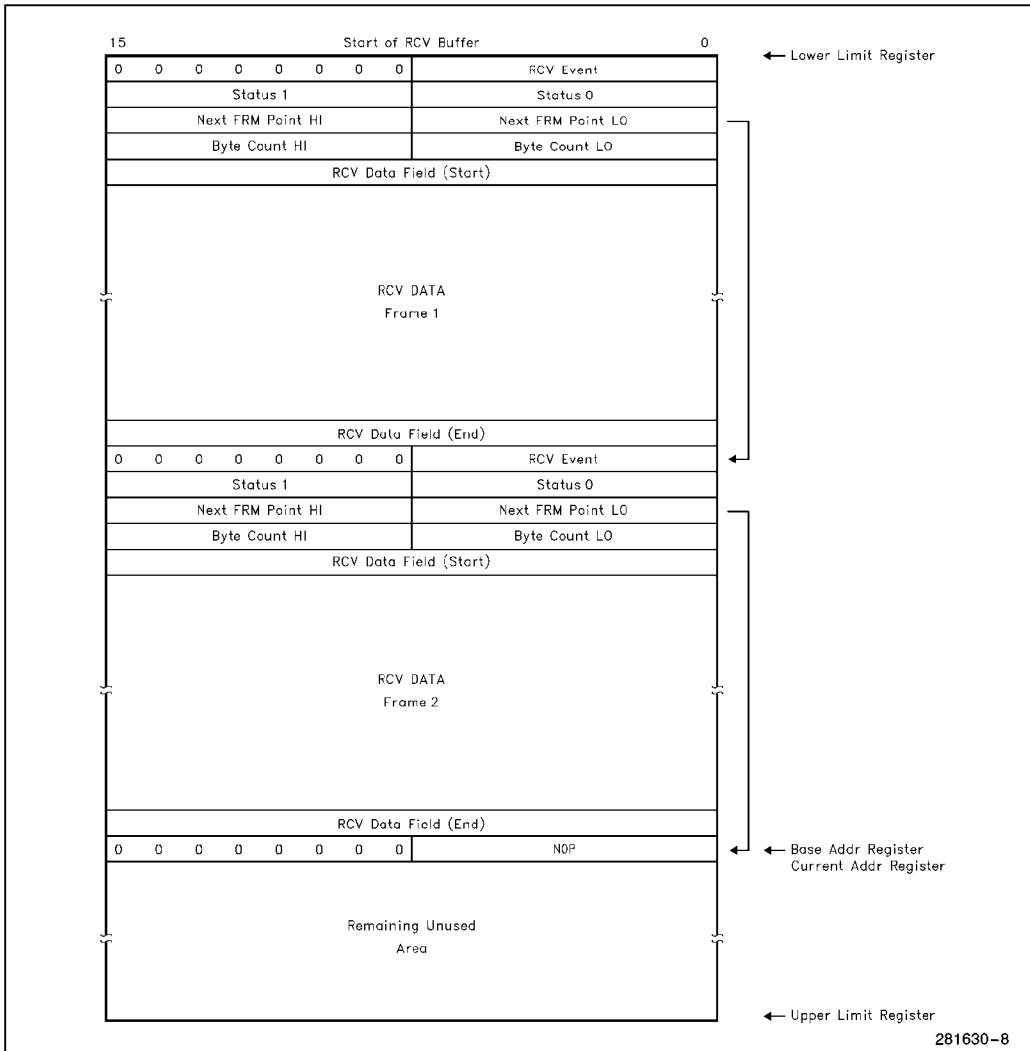 15 Start of RCV Buffer 0
← Lower Limit Register
0 0 0 0 0 0 0 0 RCV Event
Status 1 Status 0
Next FRM Point HI Next FRM Point LO
Byte Count HI Byte Count LO
RCV Data Field (Start)
RCV DATA
Frame 1
RCV Data Field (End)
0 0 0 0 0 0 0 0 RCV Event
Status 1 Status 0
Next FRM Point HI Next FRM Point LO
Byte Count HI Byte Count LO
RCV Data Field (Start)
RCV DATA
Frame 2
RCV Data Field (End)
0 0 0 0 0 0 0 0 NOP
← Base Addr Register
Current Addr Register
Remaining Unused
Area
← Upper Limit Register
281630-8